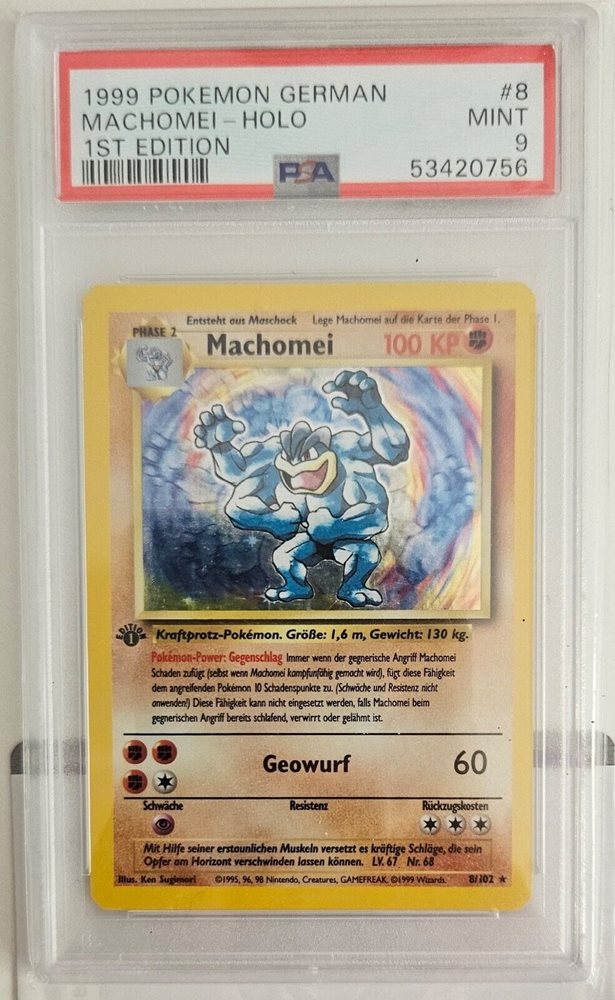 1999 POKEMON GERMAN #8
MACHOMEI-HOLO MINT
1ST EDITION 9
PSA 53420756
Entsteht aus Maschock Lege Machomei auf die Karte der Phase 1.
PHASE 2
Machomei 100 KP
EDITION 1
Kraftprotz-Pokémon. Größe: 1,6 m, Gewicht: 130 kg.
Pokémon-Power: Gegenschlag Immer wenn der gegnerische Angriff Machomei
Schaden zufügt (selbst wenn Machomei kampfunfähig gemacht wird), fügt diese Fähigkeit
dem angreifenden Pokémon 10 Schadenspunkte zu. (Schwäche und Resistenz nicht
anwenden!) Diese Fähigkeit kann nicht eingesetzt werden, falls Machomei beim
gegnerischen Angriff bereits schlafend, verwirrt oder gelähmt ist.
Geowurf 60
Schwäche Resistenz Rückzugskosten
Mit Hilfe seiner erstaunlichen Muskeln versetzt es kräftige Schläge, die sein
Opfer am Horizont verschwinden lassen können. LV. 67 Nr. 68
Illus. Ken Sugimori ©1995, 96, 98 Nintendo, Creatures, GAMEFREAK. ©1999 Wizards. 8/102 ★